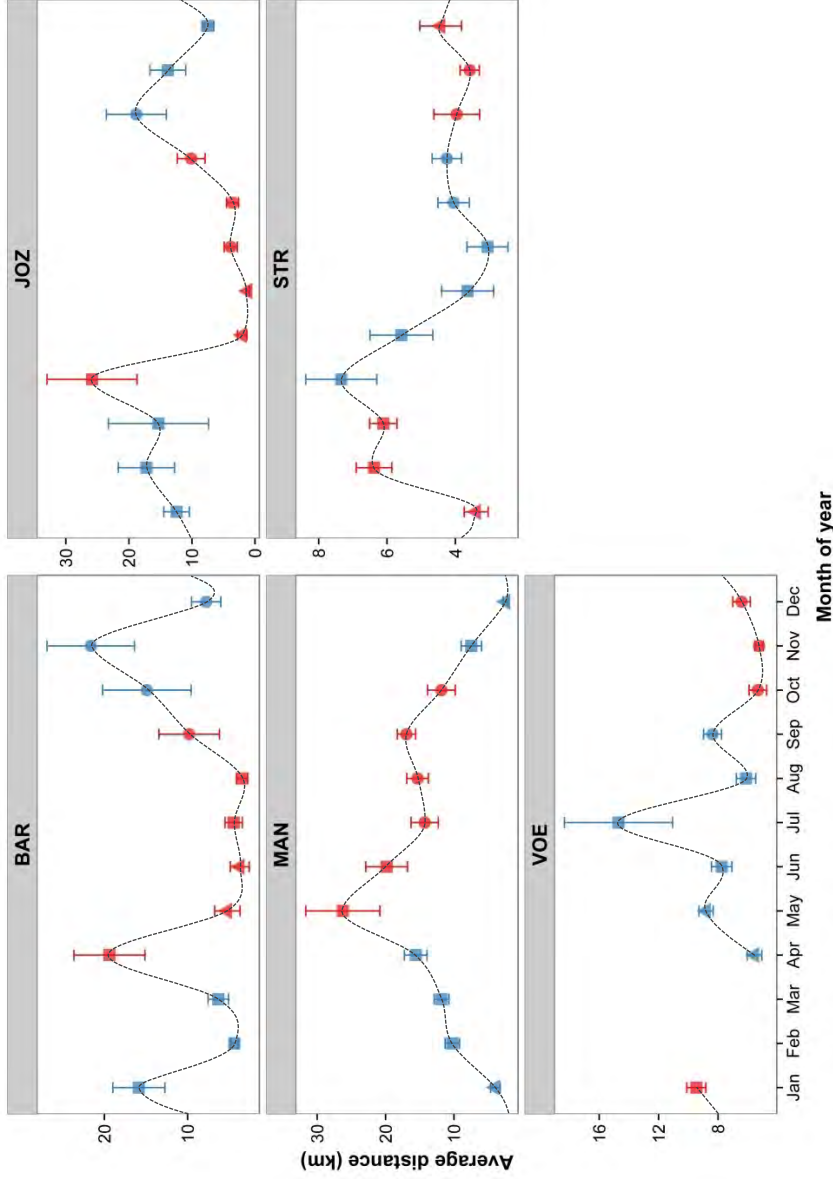 BAR
JOZ
20
10
30
20
10
0
MAN
STR
30
20
10
8
6
4
VOE
16
12
8
Jan Feb Mar Apr May Jun Jul Aug Sep Oct Nov Dec
Month of year
Average distance (km)